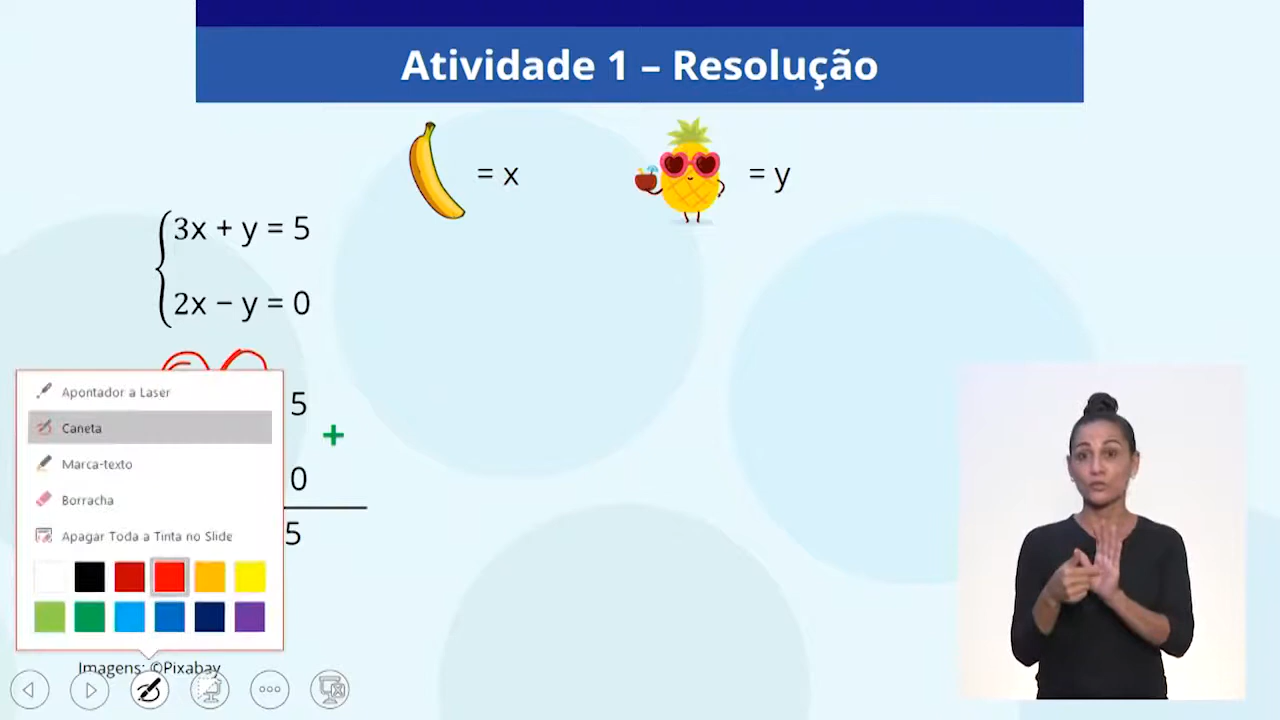 Atividade 1 – Resolução
= x
= y
3x + y = 5
2x − y = 0
5
+
0
5
Apontador a Laser
Caneta
Marca-texto
Borracha
Apagar Toda a Tinta no Slide
Imagens: ©Pixabay